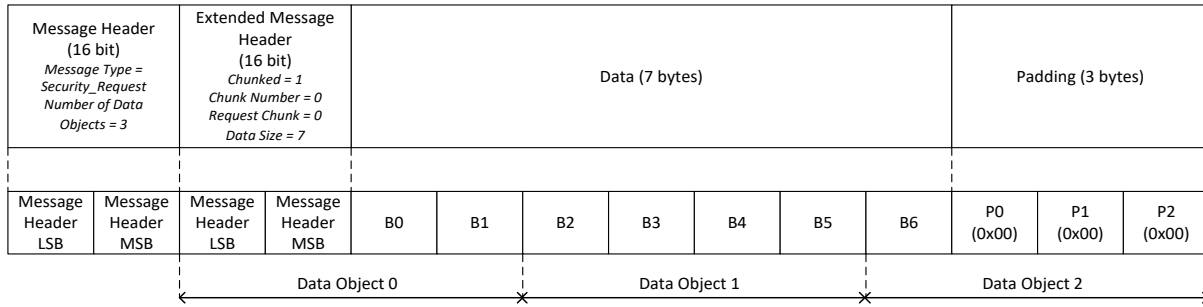 Message Header
(16 bit)
Message Type =
Security_Request
Number of Data
Objects = 3
Extended Message
Header
(16 bit)
Chunked = 1
Chunk Number = 0
Request Chunk = 0
Data Size = 7
Data (7 bytes)
Padding (3 bytes)
Message
Header
LSB
Message
Header
MSB
Message
Header
LSB
Message
Header
MSB
B0
B1
B2
B3
B4
B5
B6
P0
(0x00)
P1
(0x00)
P2
(0x00)
Data Object 0
Data Object 1
Data Object 2